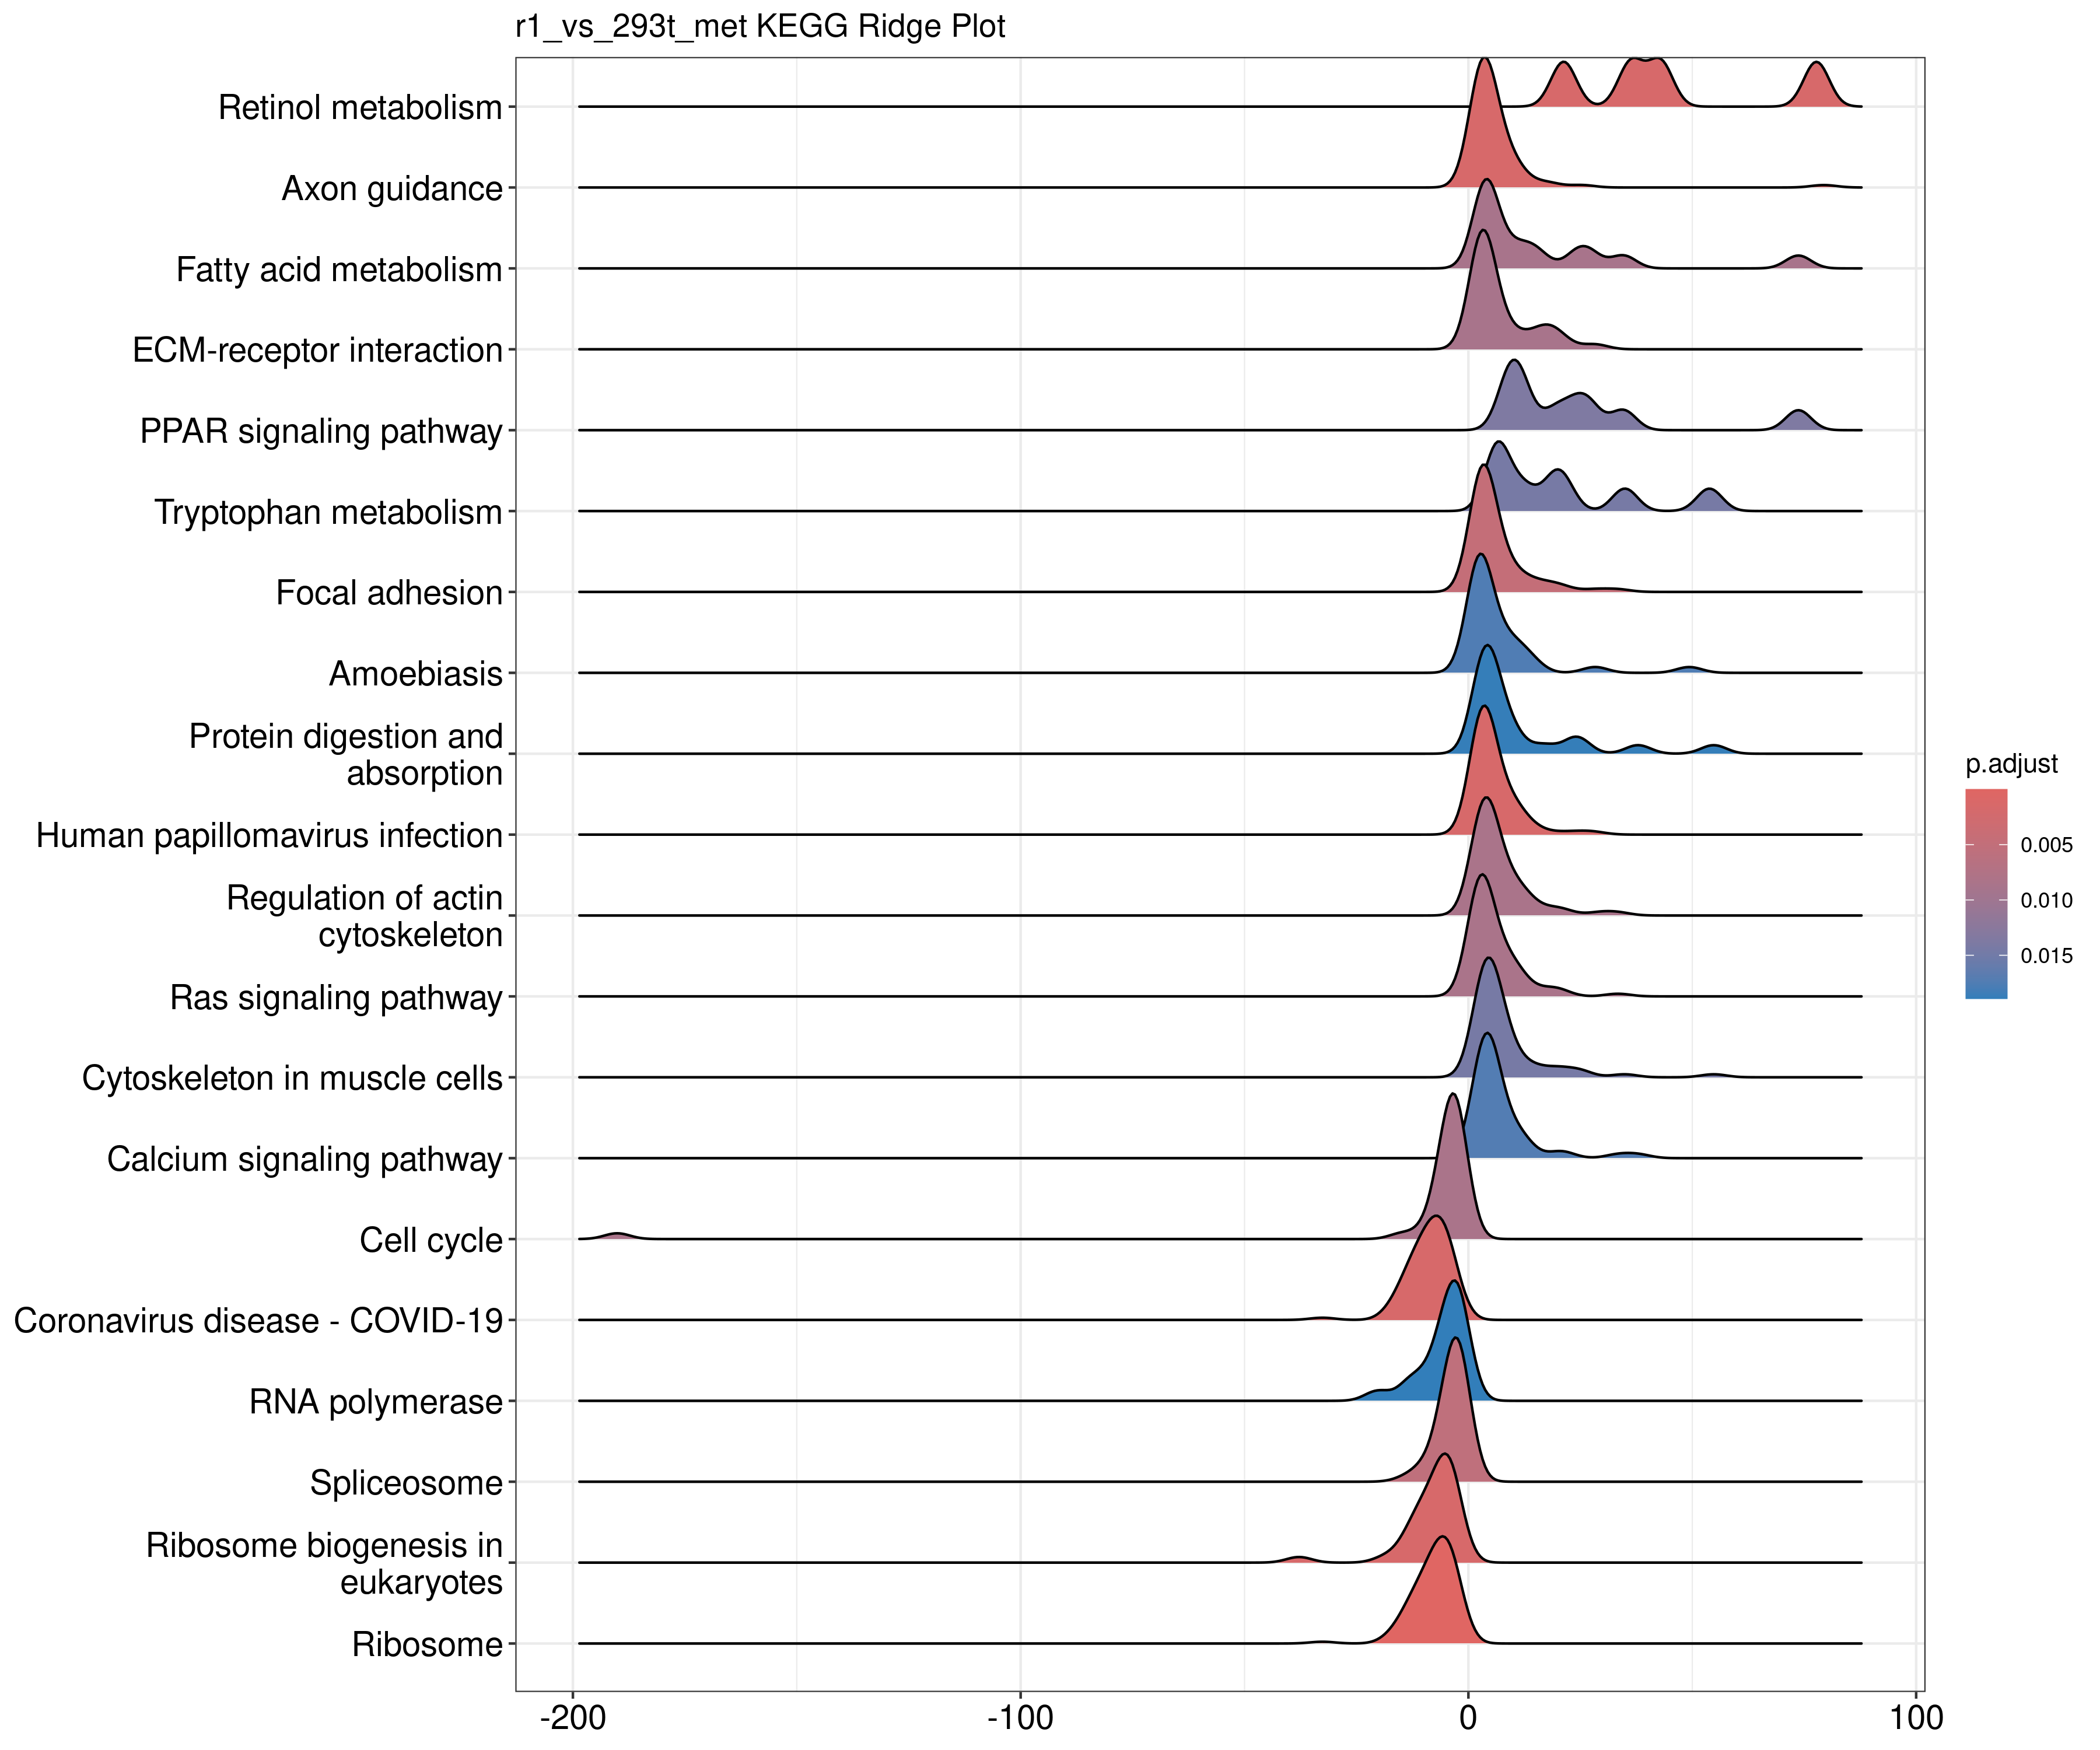 r1_vs_293t_met KEGG Ridge Plot
Retinol metabolism
Axon guidance
Fatty acid metabolism
ECM-receptor interaction
PPAR signaling pathway
Tryptophan metabolism
Focal adhesion
Amoebiasis
Protein digestion and
absorption
Human papillomavirus infection
Regulation of actin
cytoskeleton
Ras signaling pathway
Cytoskeleton in muscle cells
Calcium signaling pathway
Cell cycle
Coronavirus disease - COVID-19
RNA polymerase
Spliceosome
Ribosome biogenesis in
eukaryotes
Ribosome
-200 -100 0 100
p.adjust
0.005
0.010
0.015